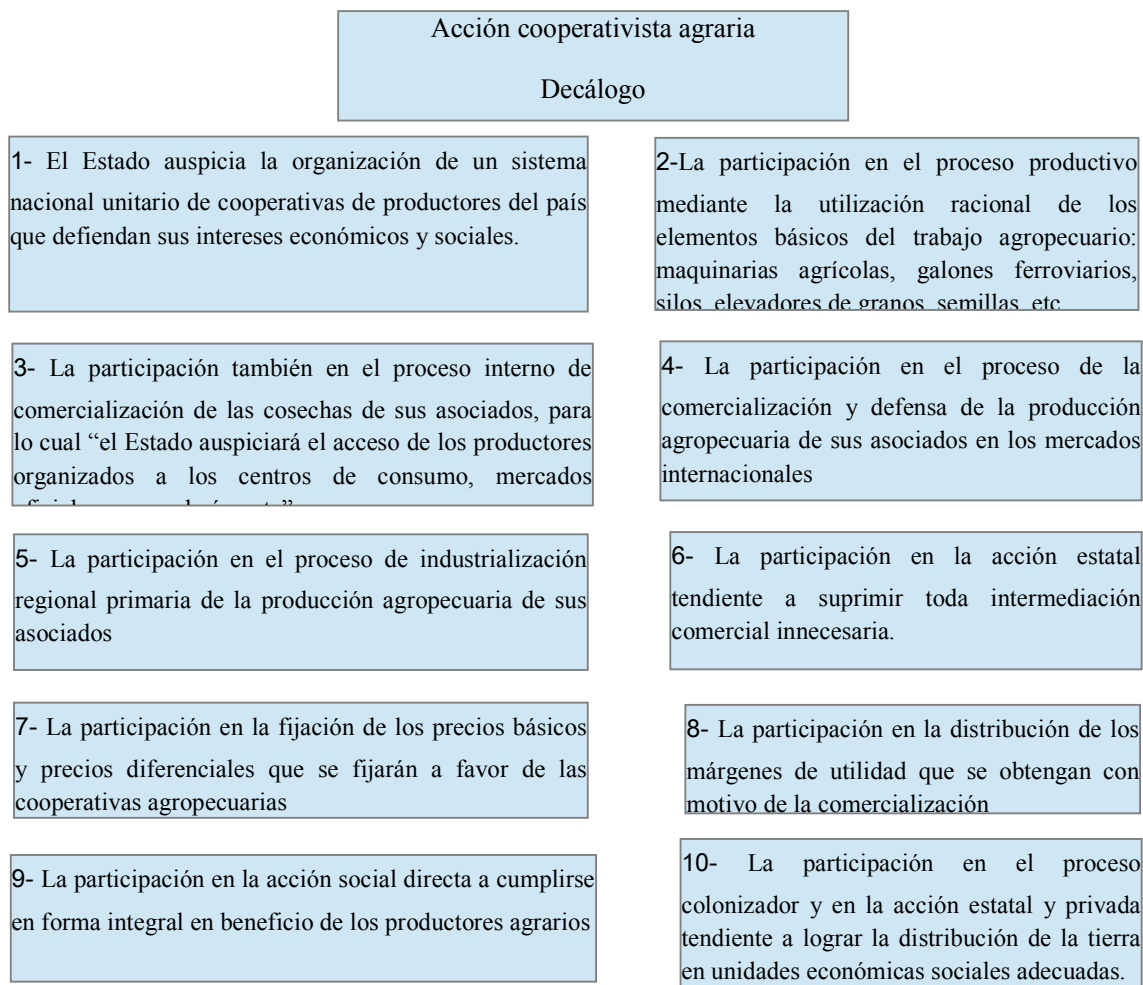 Acción cooperativista agraria
Decálogo
1- El Estado auspicia la organización de un sistema
nacional unitario de cooperativas de productores del país
que defiendan sus intereses económicos y sociales.
2-La participación en el proceso productivo
mediante la utilización racional de los
elementos básicos del trabajo agropecuario:
maquinarias agrícolas, galones ferroviarios,
silos, elevadores de granos, semillas, etc
3- La participación también en el proceso interno de
comercialización de las cosechas de sus asociados, para
lo cual “el Estado auspiciará el acceso de los productores
organizados a los centros de consumo, mercados
4- La participación en el proceso de la
comercialización y defensa de la producción
agropecuaria de sus asociados en los mercados
internacionales
5- La participación en el proceso de industrialización
regional primaria de la producción agropecuaria de sus
asociados
6- La participación en la acción estatal
tendiente a suprimir toda intermediación
comercial innecesaria.
7- La participación en la fijación de los precios básicos
y precios diferenciales que se fijarán a favor de las
cooperativas agropecuarias
8- La participación en la distribución de los
márgenes de utilidad que se obtengan con
motivo de la comercialización
9- La participación en la acción social directa a cumplirse
en forma integral en beneficio de los productores agrarios
10- La participación en el proceso
colonizador y en la acción estatal y privada
tendiente a lograr la distribución de la tierra
en unidades económicas sociales adecuadas.